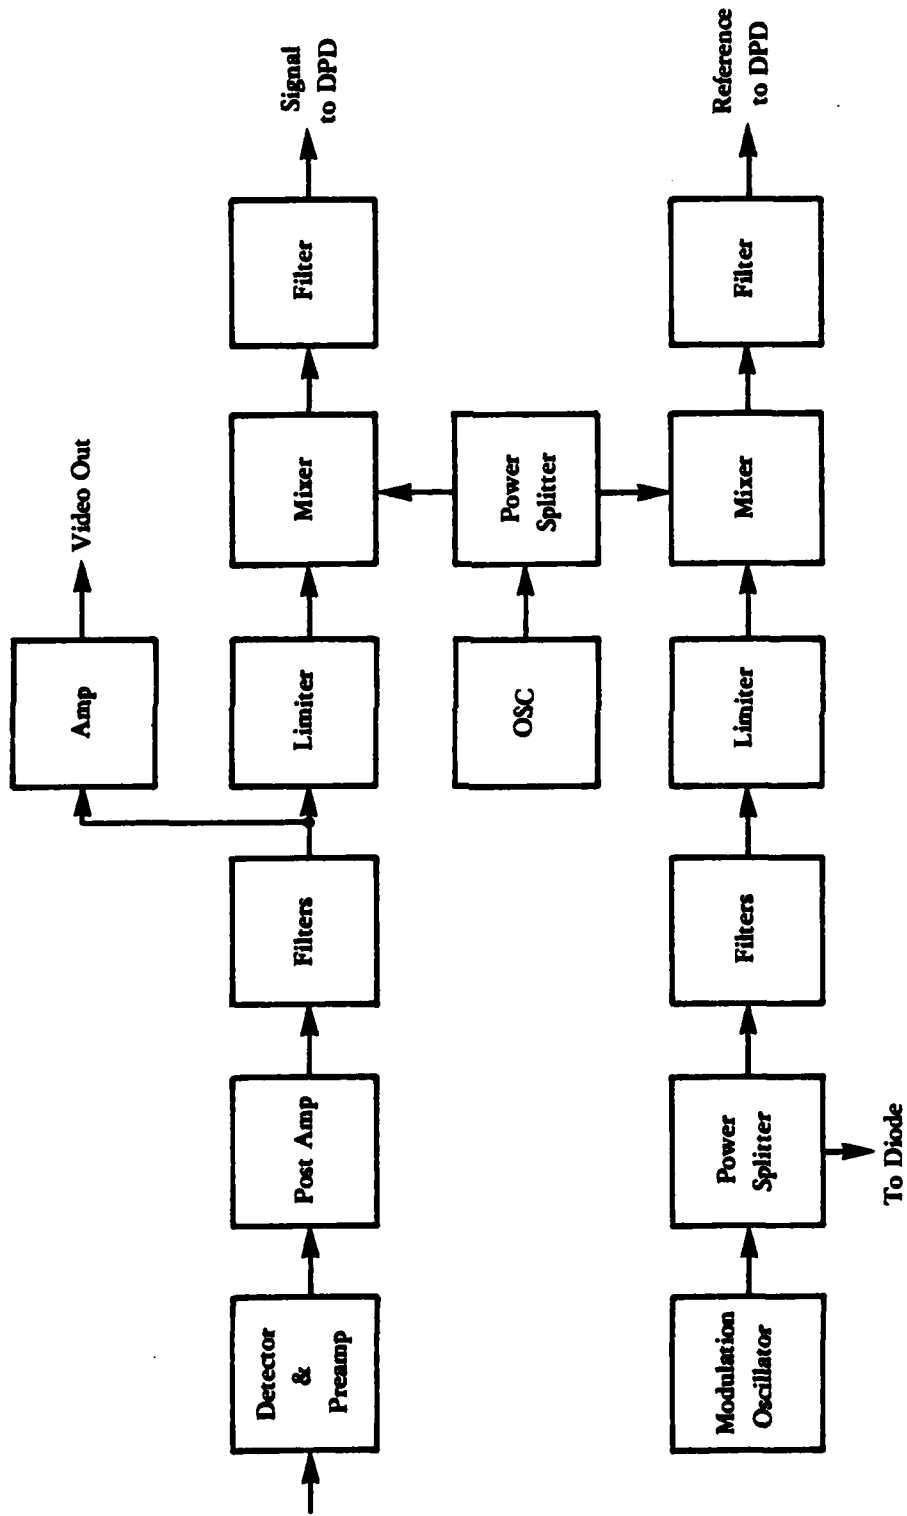 Amp
Video Out
Detector
&
Preamp
Post Amp
Filters
Limiter
Mixer
Filter
Signal
to DPD
OSC
Power
Splitter
Modulation
Oscillator
Power
Splitter
Filters
Limiter
Mixer
Filter
Reference
to DPD
To Diode